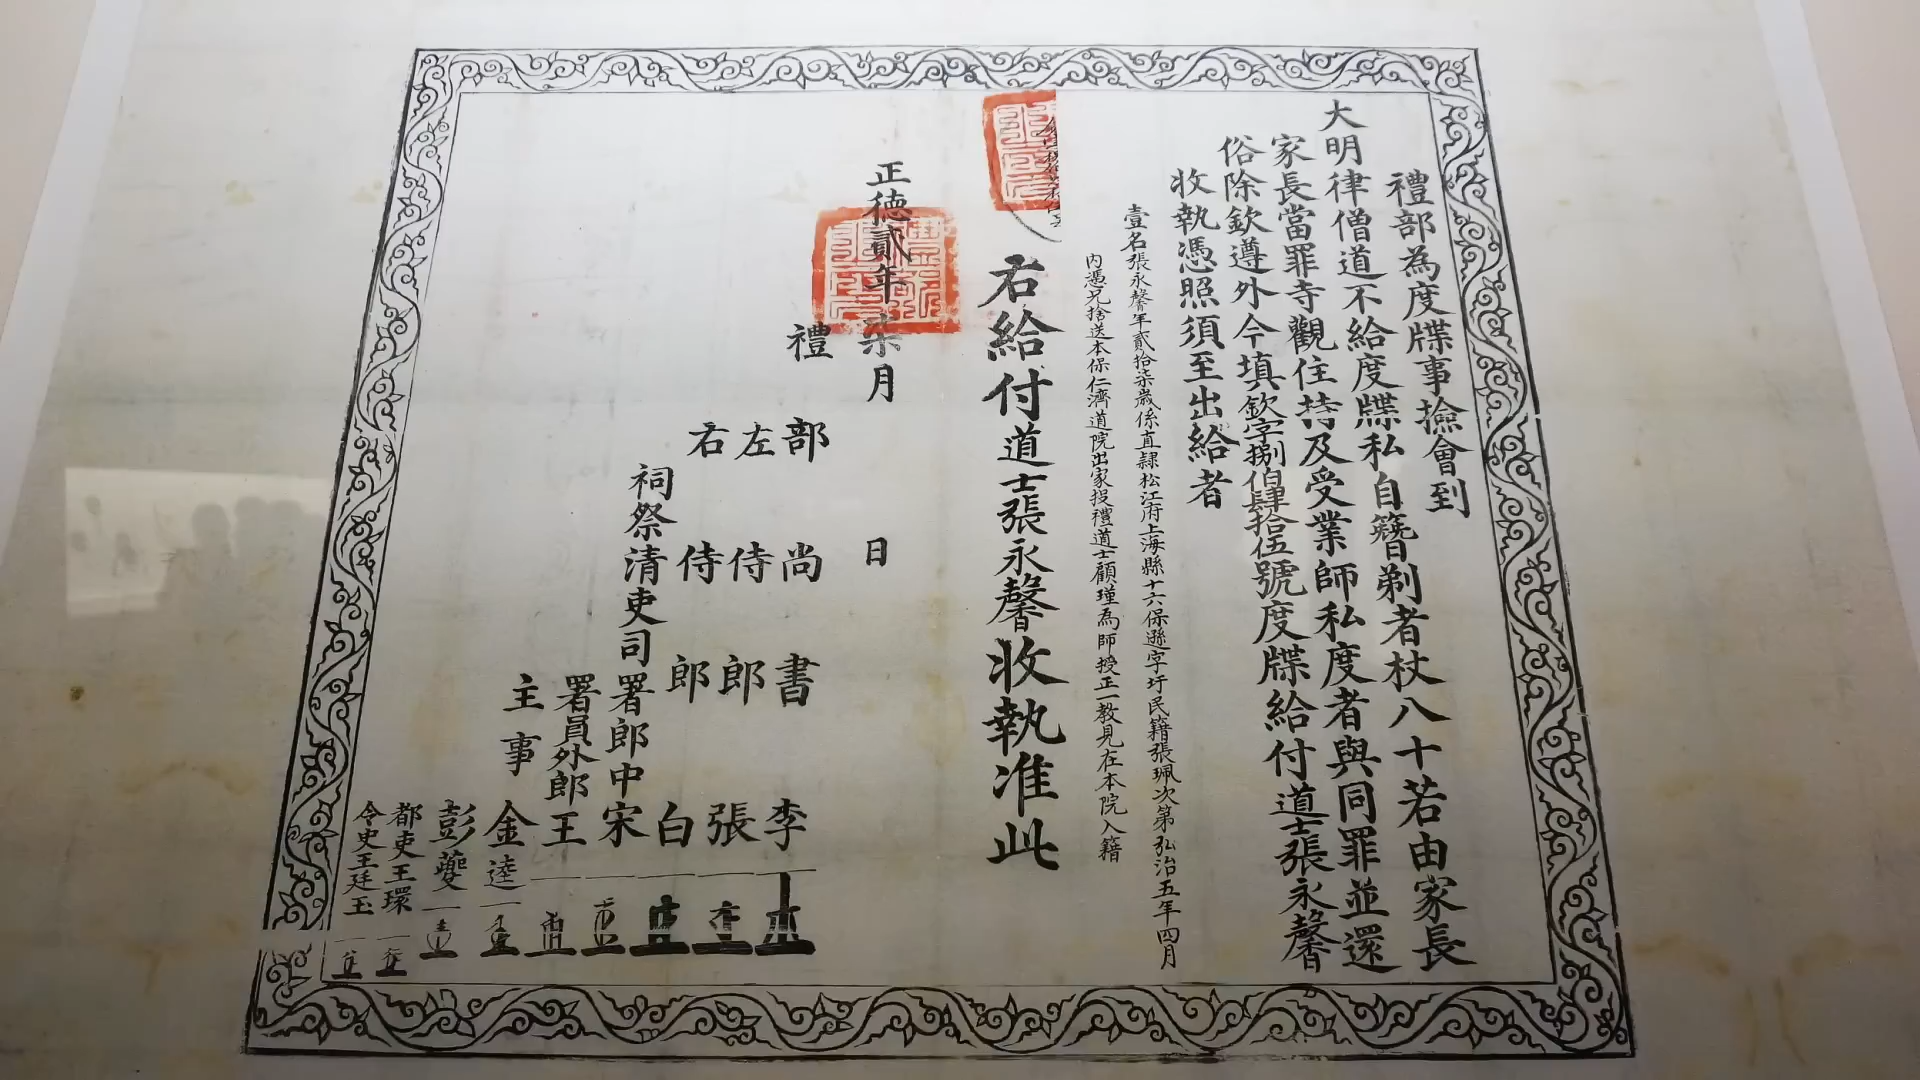 禮部為度牒事撿會到
大明律僧道不給度牒私自簪剃者杖八十若由家長
家長當罪寺觀住持及受業師私度者與同罪並還
俗除欽遵外今填欽字捌伯肆拾伍號度牒給付道士張永馨
收執憑照須至出給者
壹名張永馨年貳拾柒歲係直隸松江府上海縣十六保遜字圩民籍張珮次第弘治五年四月
內憑兄捨送本保仁濟道院出家投禮道士顧瑾為師授正一教見在本院入籍
右給付道士張永馨收執准此
正德貳年柒月 日
禮部尚書李
左侍郎張
右侍郎白
祠祭清吏司署郎中宋
署員外郎王
主事金逵
彭夔
都吏王環
令史王廷玉